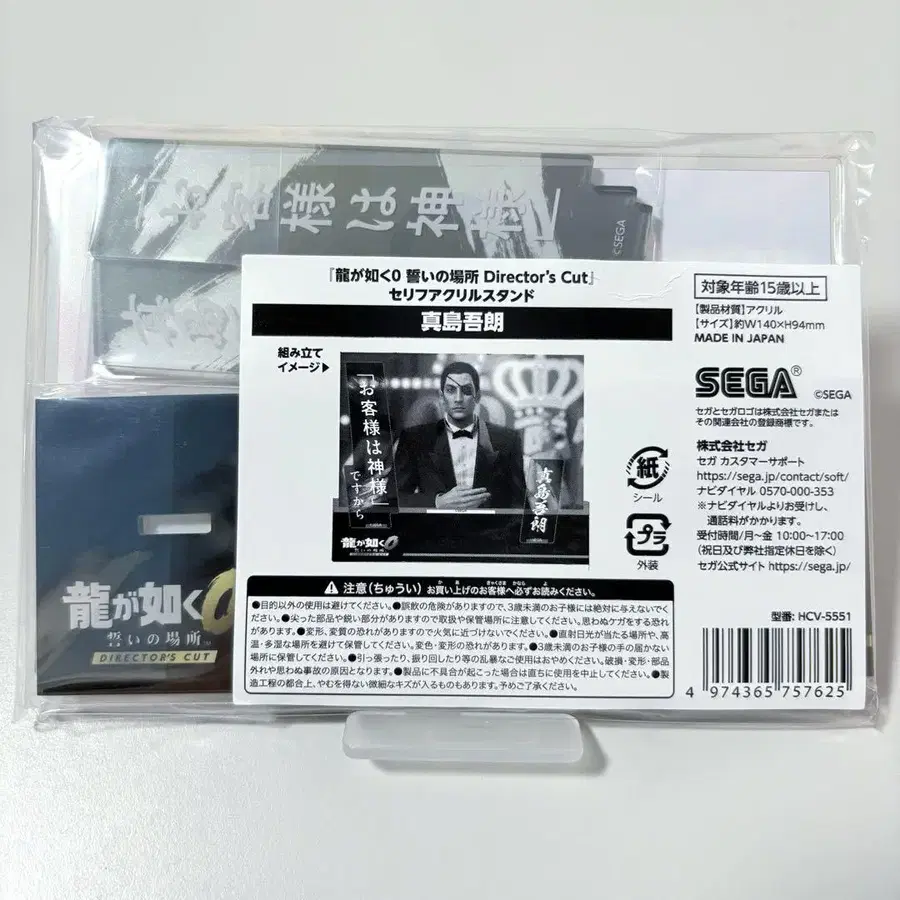 「お客様は神様」
©SEGA
龍が如く0
誓いの場所
DIRECTOR'S CUT
『龍が如く0 誓いの場所 Director's Cut』
セリフアクリルスタンド
真島吾朗
組み立て
イメージ▶
「お客様は神様」
ですから
真島吾朗
龍が如く0
誓いの場所
対象年齢15歳以上
【製品材質】アクリル
【サイズ】約W140×H94mm
MADE IN JAPAN
SEGA®
©SEGA
セガとセガロゴは株式会社セガまたは
その関連会社の登録商標です。
紙
シール
プラ
外装
株式会社セガ
セガ カスタマーサポート
https://sega.jp/contact/soft/
ナビダイヤル 0570-000-353
※ナビダイヤルよりお受けし、
通話料がかかります。
受付時間/月~金 10:00~17:00
(祝日及び弊社指定休日を除く)
セガ公式サイト https://sega.jp/
注意(ちゅうい) お買い上げのお客様へ必ずお読みください。
●目的以外の使用は避けてください。●誤飲の危険がありますので、3歳未満のお子様には絶対に与えないでください。
●尖った部分や鋭い部分がありますので取扱や保管場所に注意してください。思わぬケガをする恐れがあります。
●変形、変質の恐れがありますので火気に近づけないでください。●直射日光が当たる場所や、高
温・多湿な場所を避けて保管してください。変色・変形の恐れがあります。●3歳未満のお子様の手の届かない
場所に保管してください。●引っ張ったり、振り回したり等の乱暴なご使用はおやめください。破損・変形・部品
外れや思わぬ事故の原因となります。●製品に不具合が起こった場合は直ちに使用を中止してください。●製
造工程の都合上、やむを得ない微細なキズが入るものもあります。予めご了承ください。
型番: HCV-5551
4 974365 757625